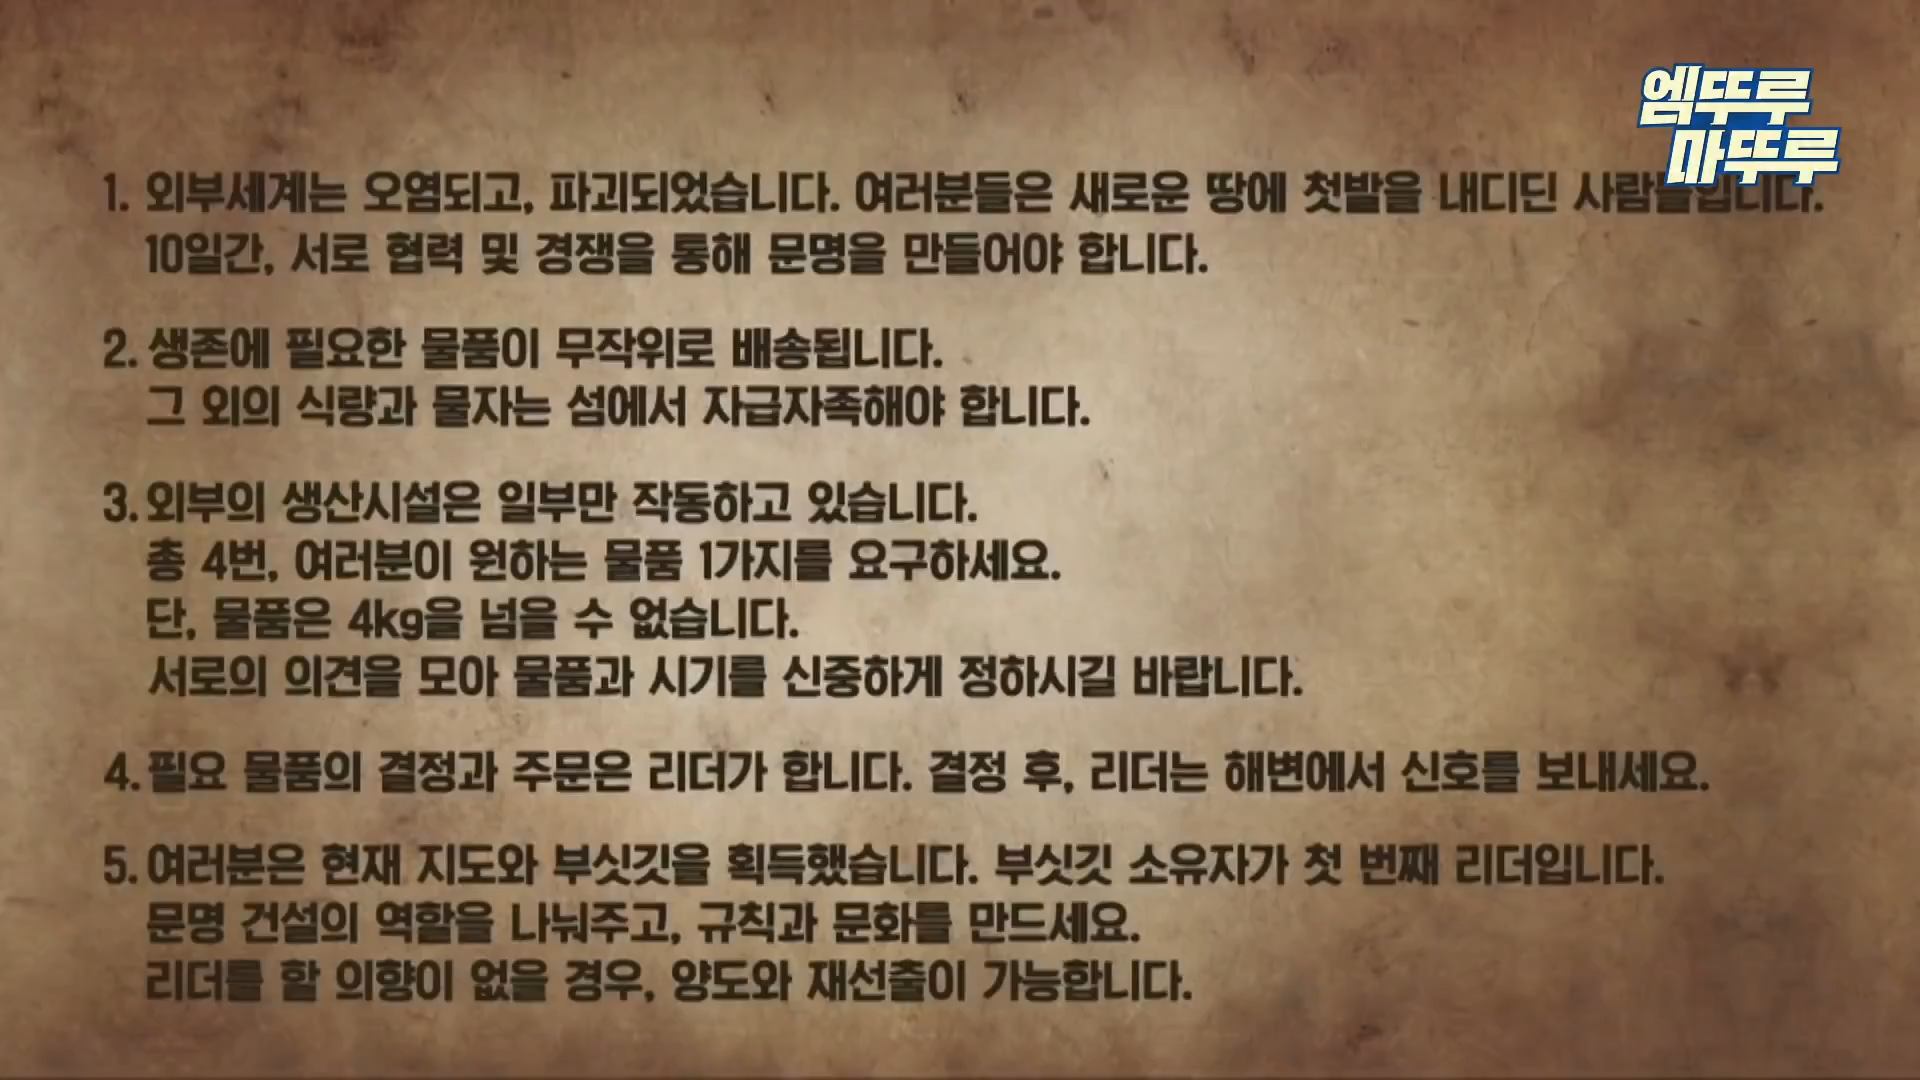 엠뚜루
마뚜루
1. 외부세계는 오염되고, 파괴되었습니다. 여러분들은 새로운 땅에 첫발을 내디딘 사람들입니다.
10일간, 서로 협력 및 경쟁을 통해 문명을 만들어야 합니다.
2. 생존에 필요한 물품이 무작위로 배송됩니다.
그 외의 식량과 물자는 섬에서 자급자족해야 합니다.
3. 외부의 생산시설은 일부만 작동하고 있습니다.
총 4번, 여러분이 원하는 물품 1가지를 요구하세요.
단, 물품은 4kg을 넘을 수 없습니다.
서로의 의견을 모아 물품과 시기를 신중하게 정하시길 바랍니다.
4. 필요 물품의 결정과 주문은 리더가 합니다. 결정 후, 리더는 해변에서 신호를 보내세요.
5. 여러분은 현재 지도와 부싯깃을 획득했습니다. 부싯깃 소유자가 첫 번째 리더입니다.
문명 건설의 역할을 나눠주고, 규칙과 문화를 만드세요.
리더를 할 의향이 없을 경우, 양도와 재선출이 가능합니다.